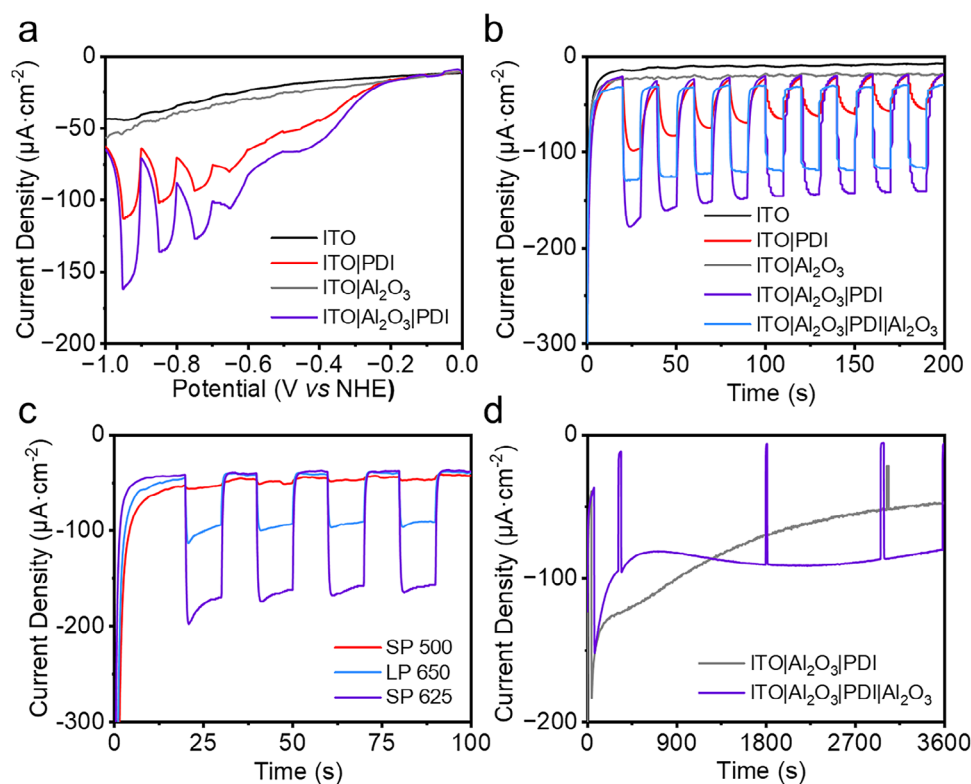 a
Current Density (µA·cm⁻²)
0
-50
-100
-150
-200
-1.0 -0.8 -0.6 -0.4 -0.2 0.0
Potential (V vs NHE)
ITO
ITO|PDI
ITO|Al₂O₃
ITO|Al₂O₃|PDI
b
Current Density (µA·cm⁻²)
0
-100
-200
-300
0 50 100 150 200
Time (s)
ITO
ITO|PDI
ITO|Al₂O₃
ITO|Al₂O₃|PDI
ITO|Al₂O₃|PDI|Al₂O₃
c
Current Density (µA·cm⁻²)
0
-100
-200
-300
0 25 50 75 100
Time (s)
SP 500
LP 650
SP 625
d
Current Density (µA·cm⁻²)
0
-100
-200
0 900 1800 2700 3600
Time (s)
ITO|Al₂O₃|PDI
ITO|Al₂O₃|PDI|Al₂O₃